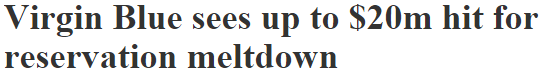 Virgin Blue sees up to $20m hit for
reservation meltdown